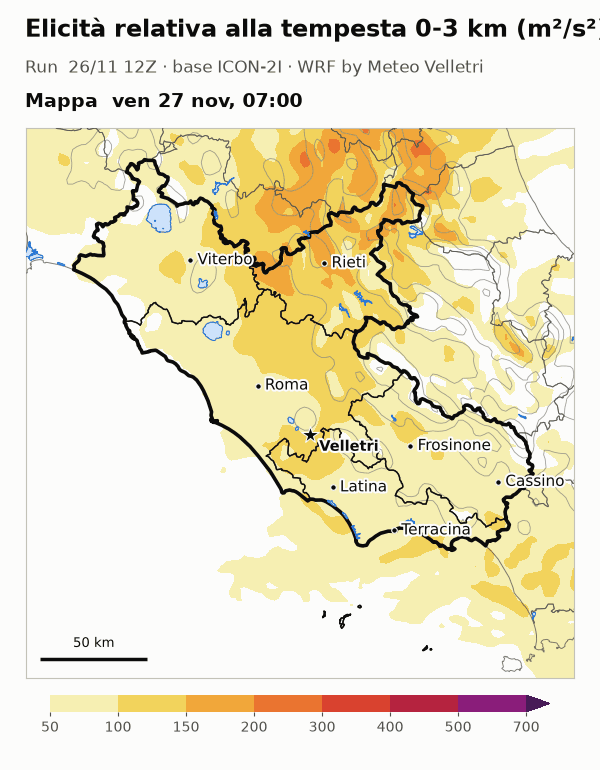 Elicità relativa alla tempesta 0-3 km (m²/s²)
Run 26/11 12Z · base ICON-2I · WRF by Meteo Velletri
Mappa ven 27 nov, 07:00
Viterbo
Rieti
Roma
Velletri
Frosinone
Cassino
Latina
Terracina
50 km
50 100 150 200 300 400 500 700